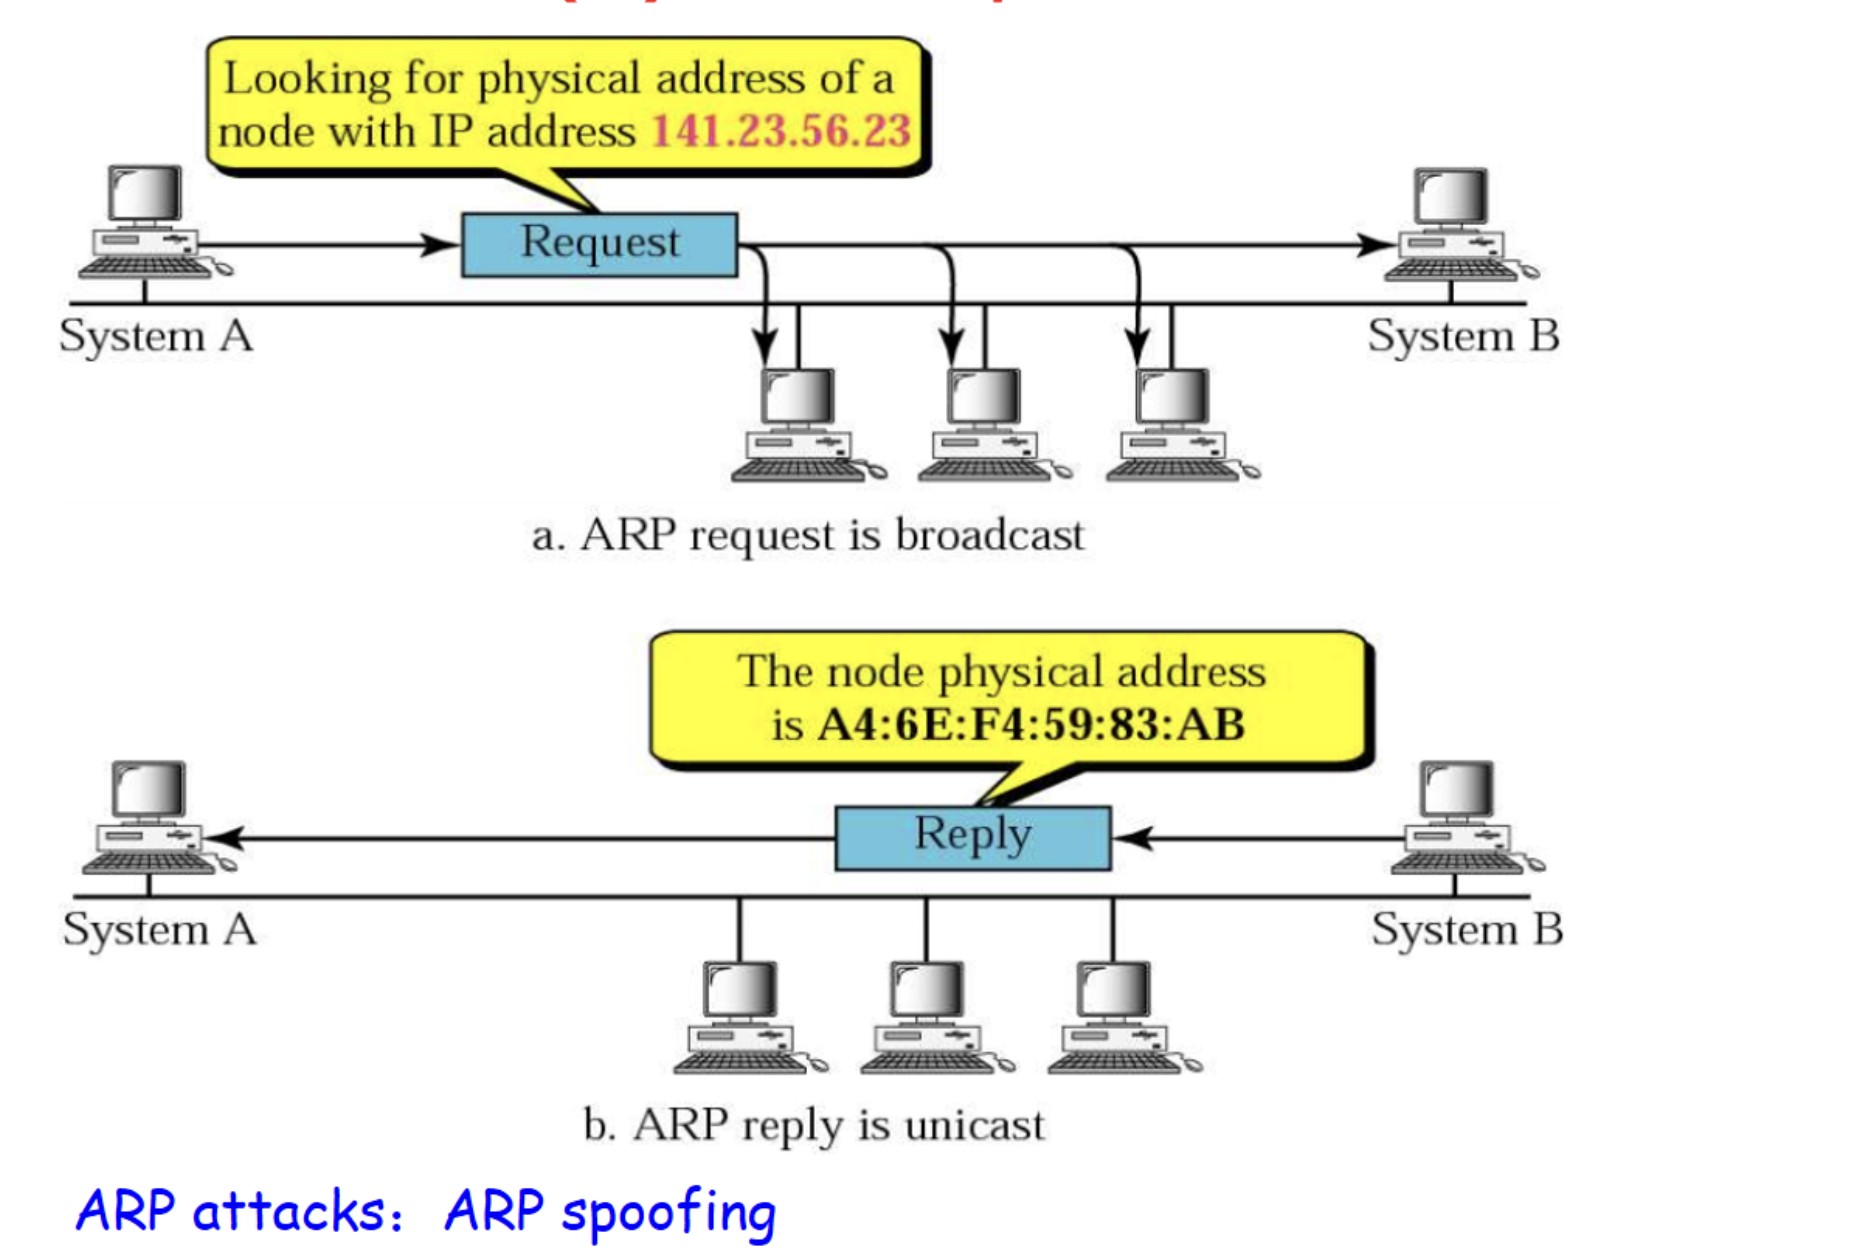 Looking for physical address of a
node with IP address 141.23.56.23
Request
System A
System B
a. ARP request is broadcast
The node physical address
is A4:6E:F4:59:83:AB
Reply
System A
System B
b. ARP reply is unicast
ARP attacks：ARP spoofing